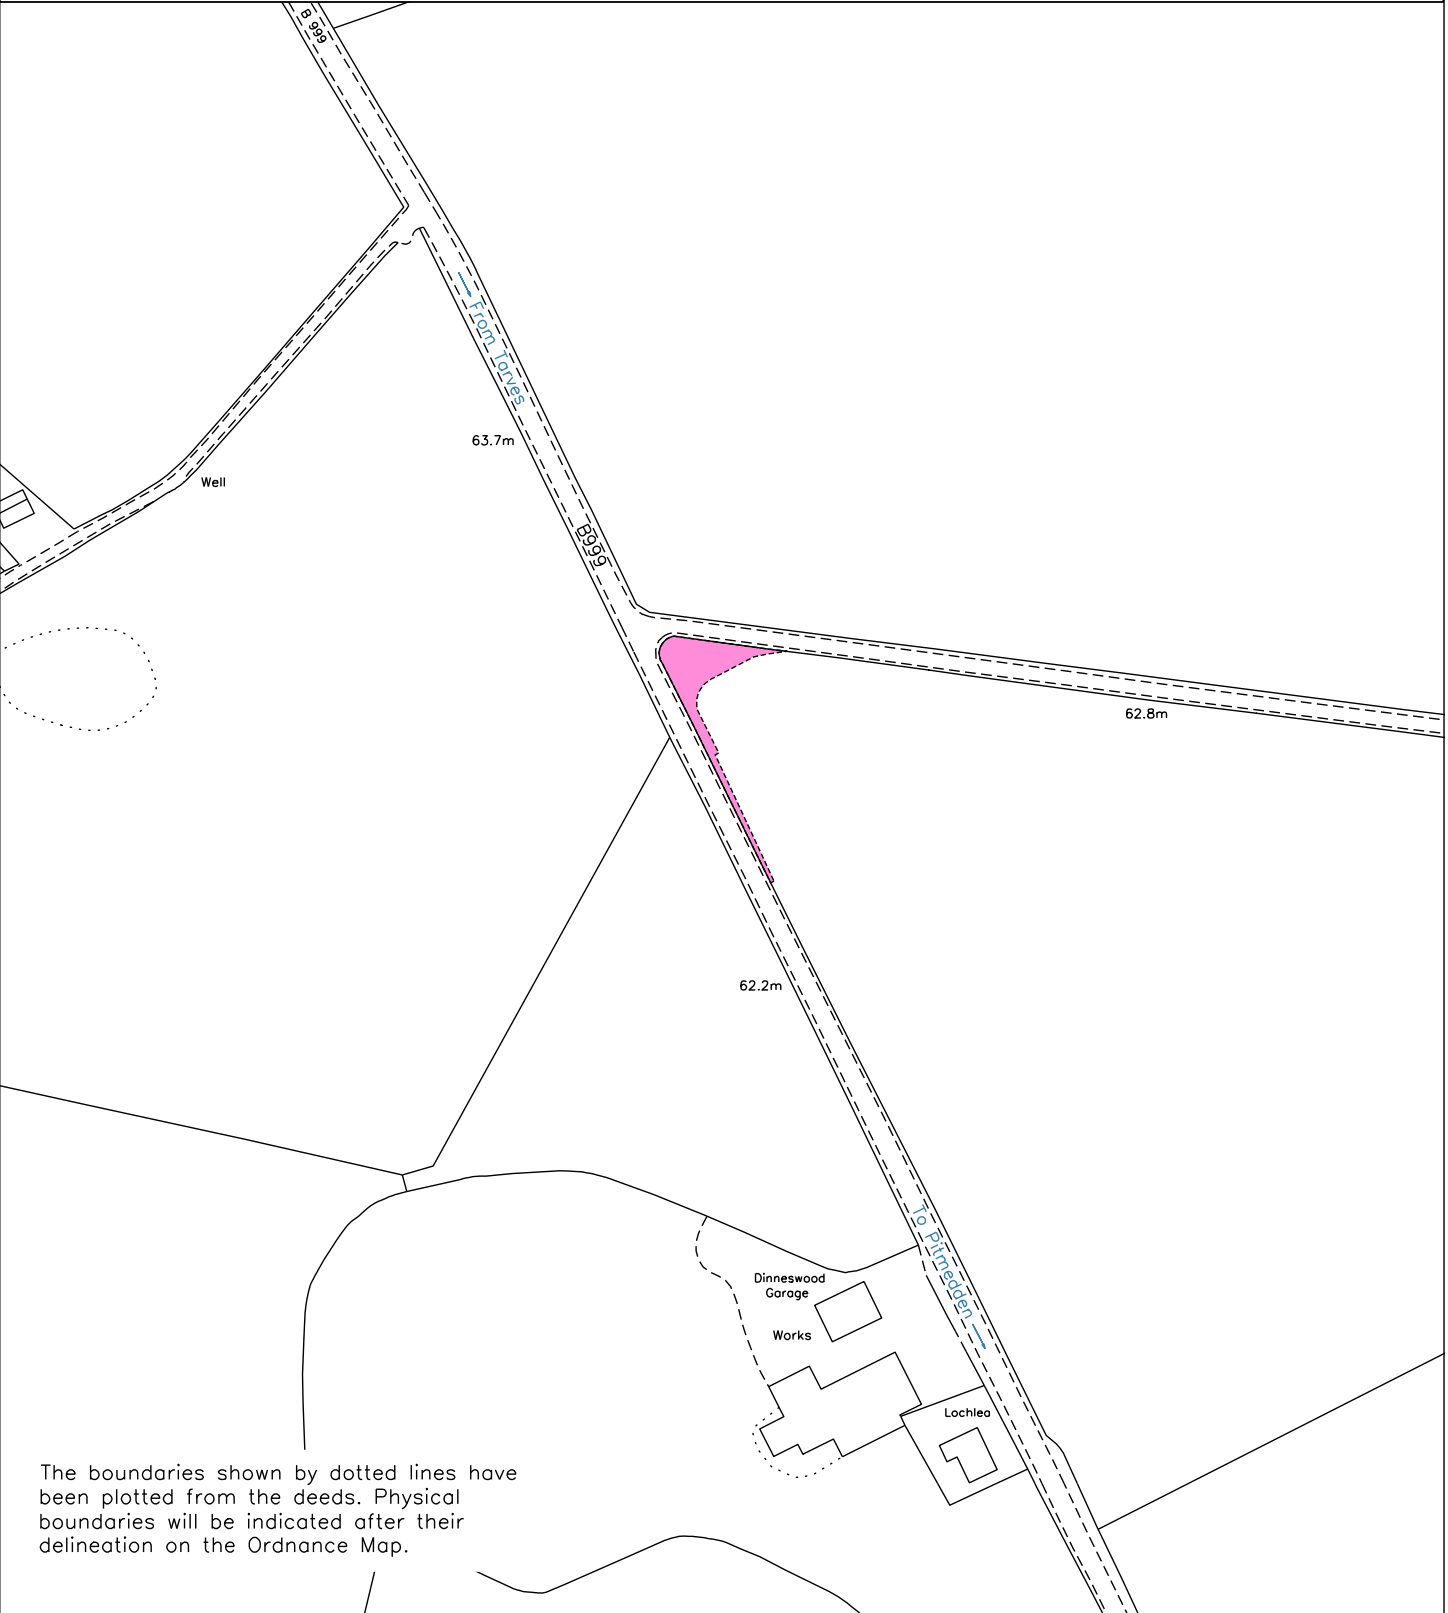 B 999
From Tarves
63.7m
Well
B999
62.8m
62.2m
To Pitmedden
Dinneswood
Garage
Works
Lochlea
The boundaries shown by dotted lines have
been plotted from the deeds. Physical
boundaries will be indicated after their
delineation on the Ordnance Map.